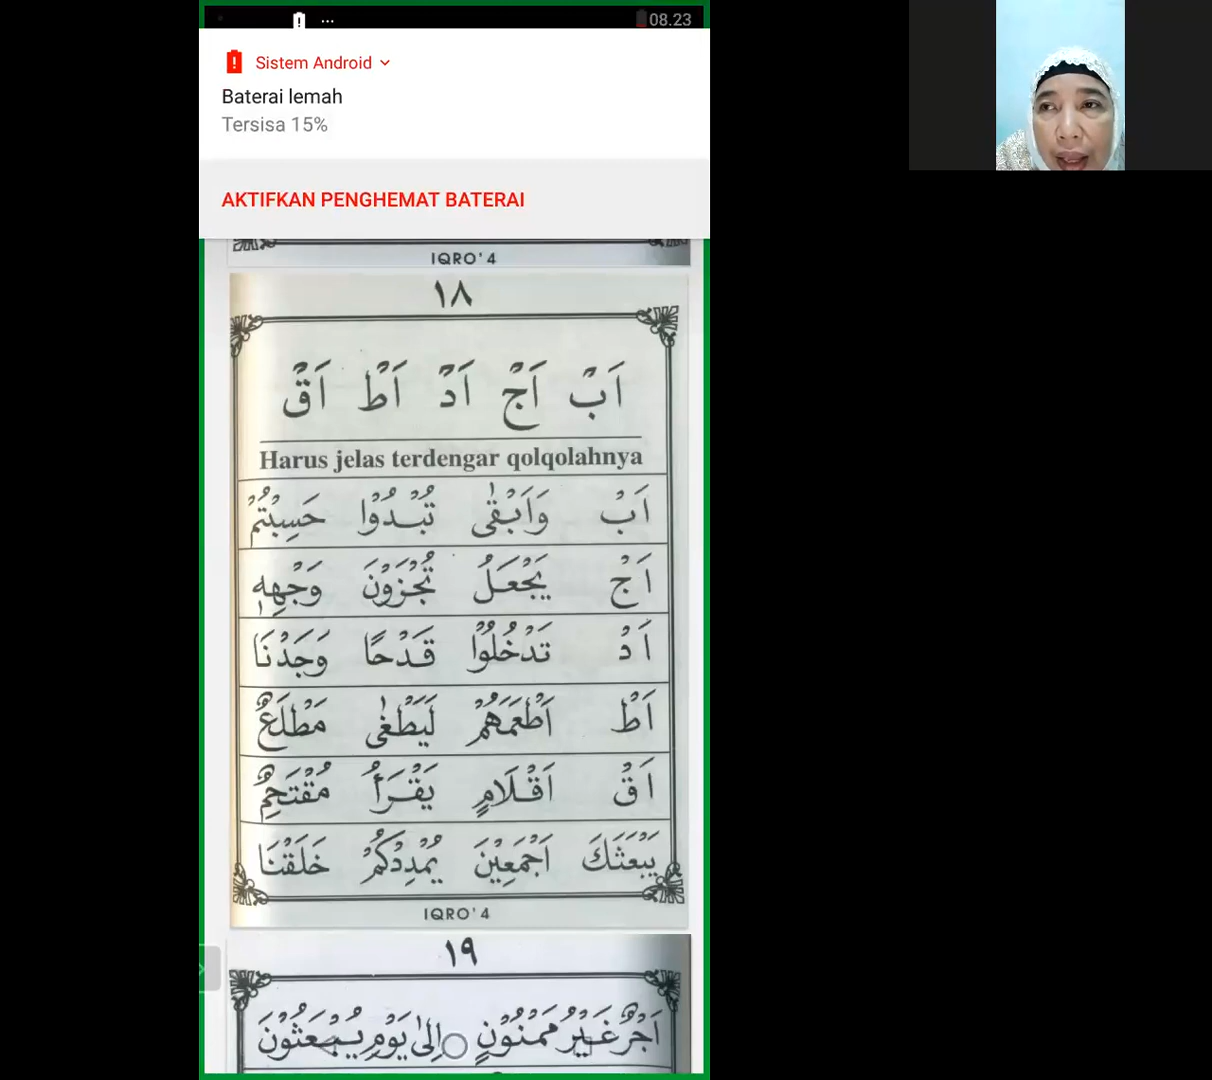 08.23
Sistem Android
Baterai lemah
Tersisa 15%
AKTIFKAN PENGHEMAT BATERAI
IQRO'4
١٨
اَبْ اَجْ اَدْ اَطْ اَقْ
Harus jelas terdengar qolqolahnya
اَبْ وَاَبْقٰى تُبْدُوْا حَسِبْتُمْ
اَجْ يَجْعَلُ تُجْزَوْنَ وَجْهِهٖ
اَدْ تَدْخُلُوْا قَدْحًا وَجَدْنَا
اَطْ اَطْعَمَهُمْ لَيَطْغٰى مَطْلَعٌ
اَقْ اَقْلَامٍ يَقْرَأُ مُقْتَحِمٌ
يَبْعَثَكَ اَجْمَعِيْنَ يُمْدِدْكُمْ خَلَقْنَا
IQRO'4
١٩
اَجْرٌ غَيْرُ مَمْنُوْنٍ اِلٰى يَوْمِ يُبْعَثُوْنَ